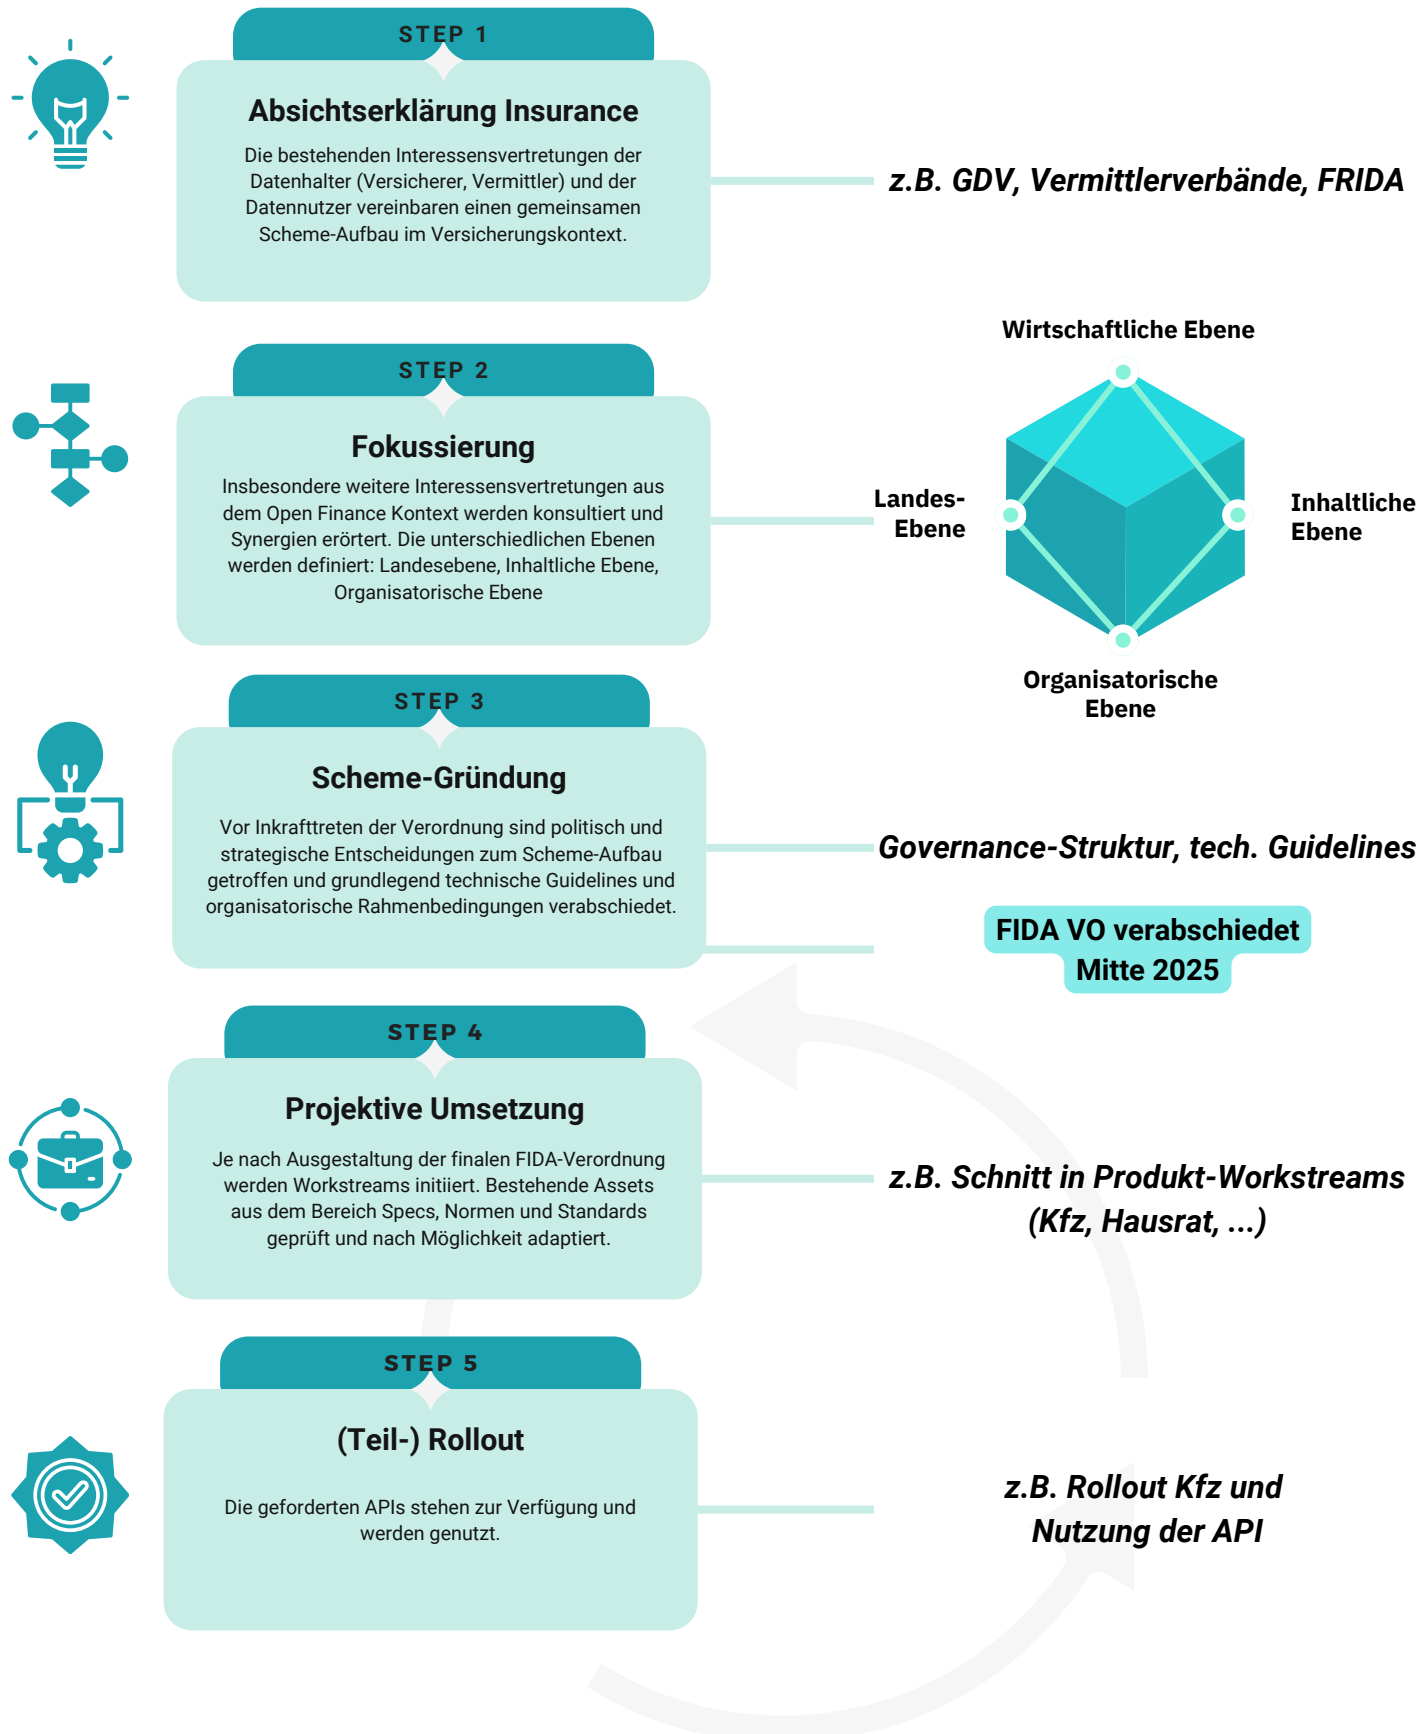 STEP 1
Absichtserklärung Insurance
Die bestehenden Interessensvertretungen der
Datenhalter (Versicherer, Vermittler) und der
Datennutzer vereinbaren einen gemeinsamen
Scheme-Aufbau im Versicherungskontext.
z.B. GDV, Vermittlerverbände, FRIDA
STEP 2
Fokussierung
Insbesondere weitere Interessensvertretungen aus
dem Open Finance Kontext werden konsultiert und
Synergien erörtert. Die unterschiedlichen Ebenen
werden definiert: Landesebene, Inhaltliche Ebene,
Organisatorische Ebene
Wirtschaftliche Ebene
Landes-
Ebene
Inhaltliche
Ebene
Organisatorische
Ebene
STEP 3
Scheme-Gründung
Vor Inkrafttreten der Verordnung sind politisch und
strategische Entscheidungen zum Scheme-Aufbau
getroffen und grundlegend technische Guidelines und
organisatorische Rahmenbedingungen verabschiedet.
Governance-Struktur, tech. Guidelines
FIDA VO verabschiedet
Mitte 2025
STEP 4
Projektive Umsetzung
Je nach Ausgestaltung der finalen FIDA-Verordnung
werden Workstreams initiiert. Bestehende Assets
aus dem Bereich Specs, Normen und Standards
geprüft und nach Möglichkeit adaptiert.
z.B. Schnitt in Produkt-Workstreams
(Kfz, Hausrat, ...)
STEP 5
(Teil-) Rollout
Die geforderten APIs stehen zur Verfügung und
werden genutzt.
z.B. Rollout Kfz und
Nutzung der API